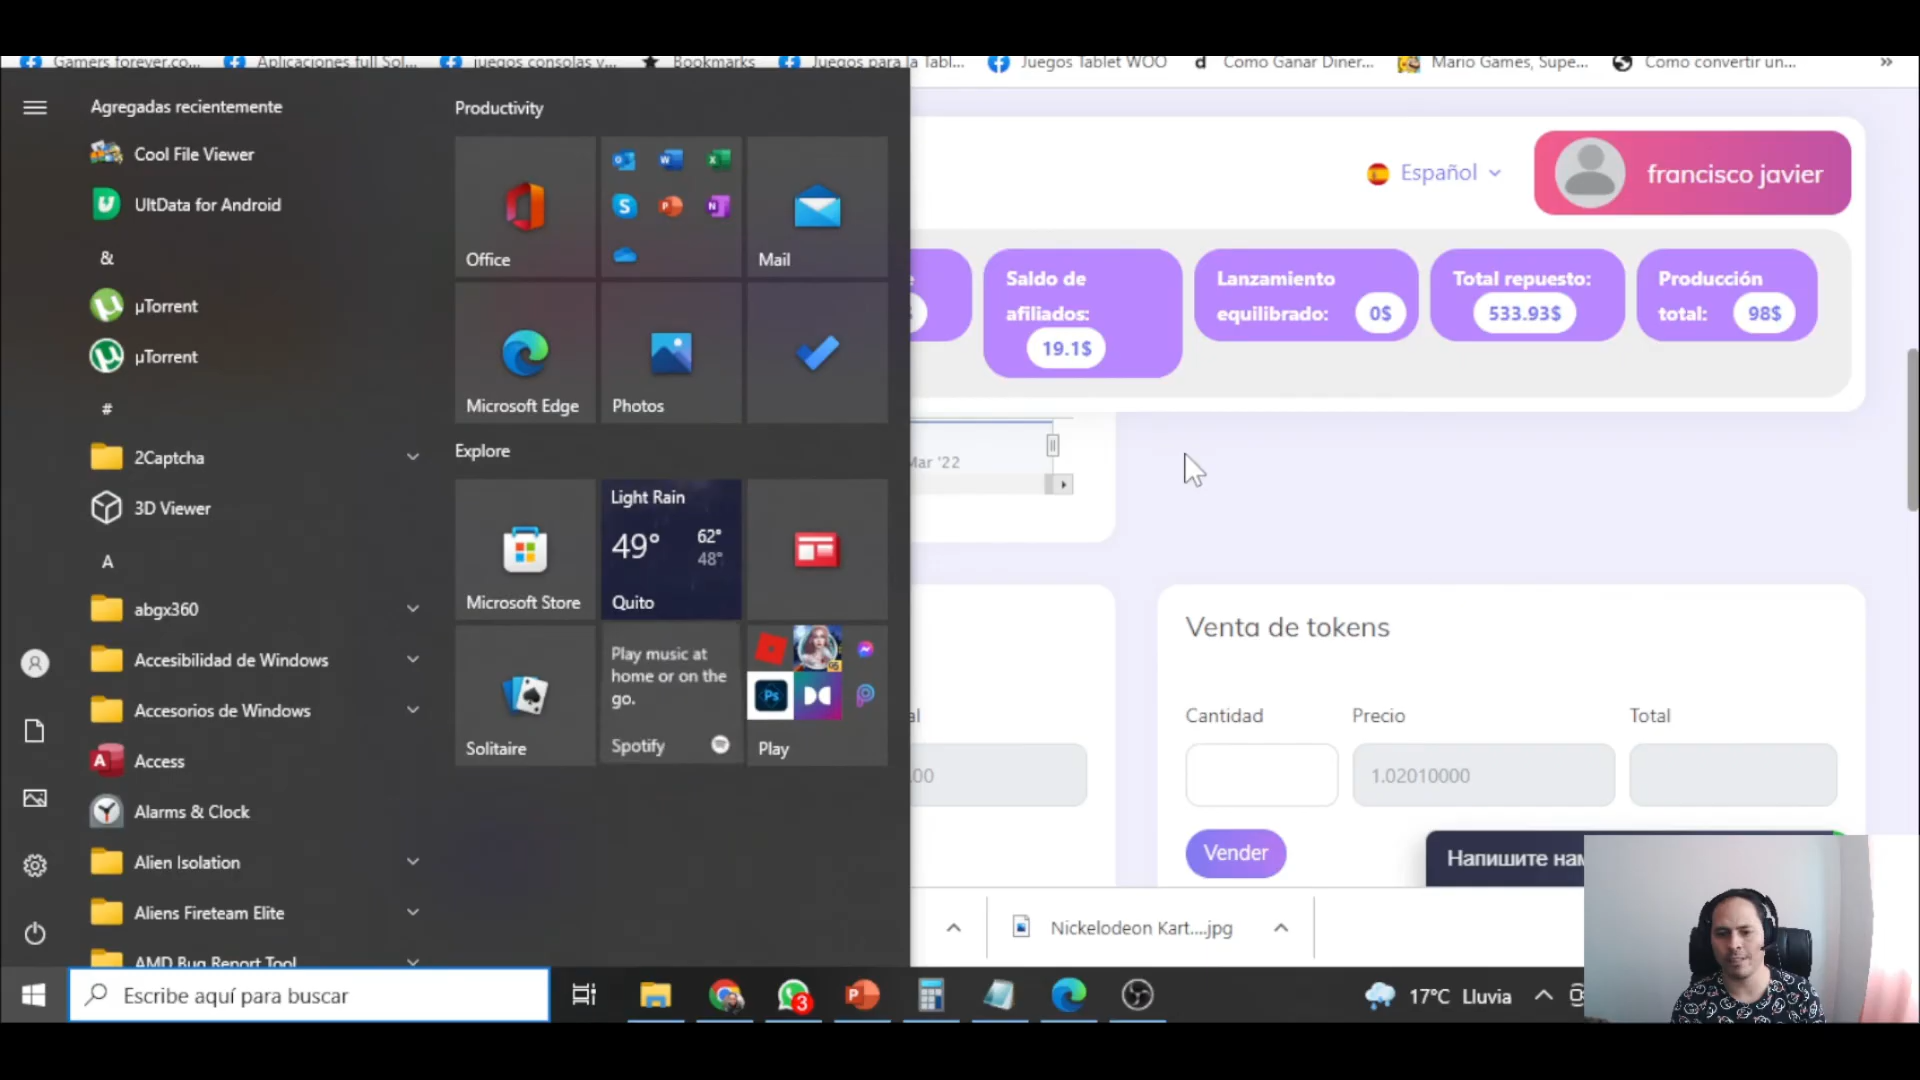 Gamers forever.co...
Aplicaciones full Sol...
juegos consolas y...
Bookmarks
Juegos para la Tabl...
Juegos Tablet WOO
Como Ganar Diner...
Mario Games, Supe...
Como convertir un...
»
Agregadas recientemente
Cool File Viewer
UltData for Android
&
µTorrent
µTorrent
#
2Captcha
3D Viewer
A
abgx360
Accesibilidad de Windows
Accesorios de Windows
Access
Alarms & Clock
Alien Isolation
Aliens Fireteam Elite
AMD Bug Report Tool
Productivity
Office
Mail
Microsoft Edge
Photos
Explore
Microsoft Store
Light Rain
49°
62°
48°
Quito
Solitaire
Play music at
home or on the
go.
Spotify
Ps
Play
Español
francisco javier
Saldo de
afiliados:
19.1$
Lanzamiento
equilibrado: 0$
Total repuesto:
533.93$
Producción
total: 98$
Mar '22
Venta de tokens
Cantidad
Precio
Total
1.02010000
Vender
Напишите нам
Nickelodeon Kart....jpg
Escribe aquí para buscar
3
17°C Lluvia